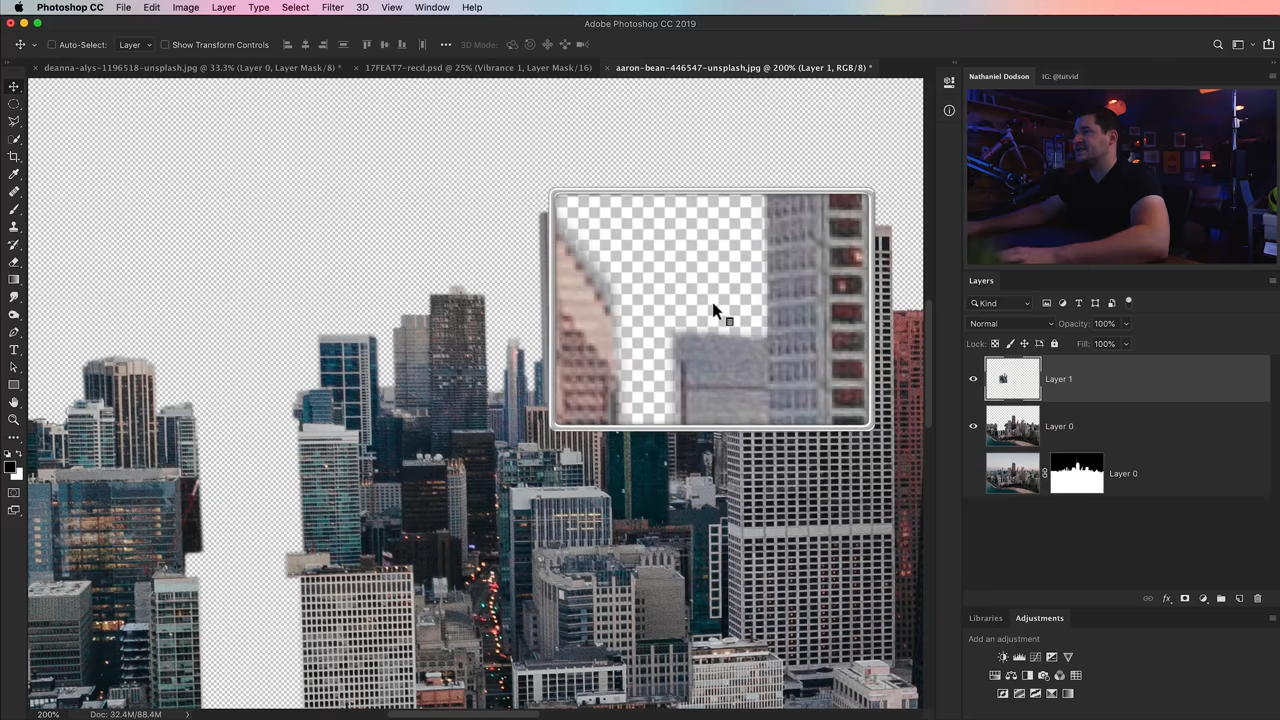 Photoshop CC File Edit Image Layer Type Select Filter 3D View Window Help
Adobe Photoshop CC 2019
Auto-Select: Layer Show Transform Controls 3D Mode:
deanna-alys-1196518-unsplash.jpg @ 33.3% (Layer 0, Layer Mask/8) *
17FEAT7-recd.psd @ 25% (Vibrance 1, Layer Mask/16)
aaron-bean-446547-unsplash.jpg @ 200% (Layer 1, RGB/8) *
Nathaniel Dodson IG: @tutvid
Layers
Kind
Normal Opacity: 100%
Lock: Fill: 100%
Layer 1
Layer 0
Layer 0
Libraries Adjustments
Add an adjustment
200% Doc: 32.4M/88.4M